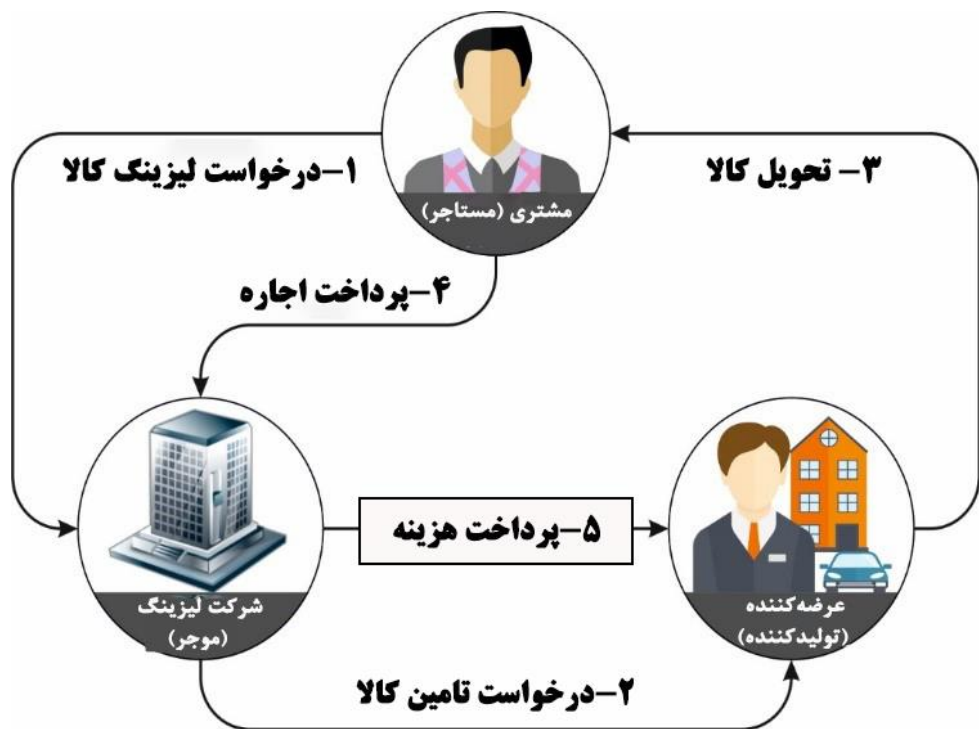 ۱-درخواست لیزینگ کالا
۳- تحویل کالا
مشتری (مستاجر)
۴-پرداخت اجاره
۵-پرداخت هزینه
شرکت لیزینگ
(موجر)
عرضه‌کننده
(تولیدکننده)
۲-درخواست تامین کالا